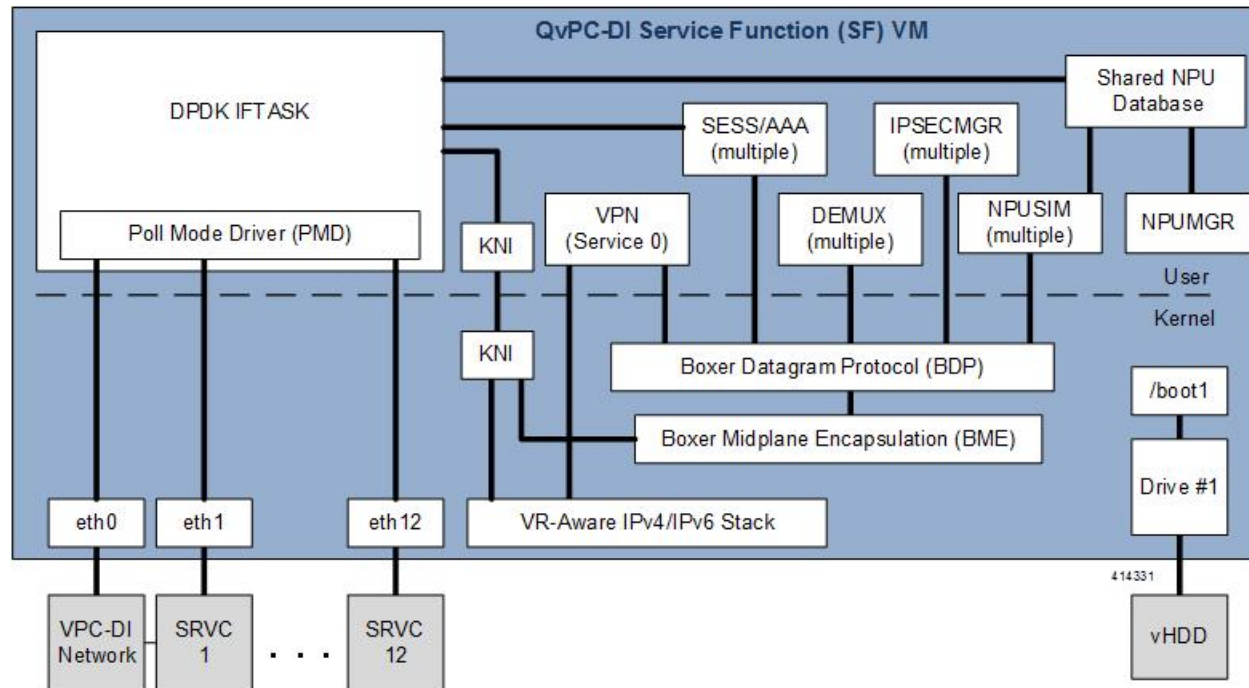 QvPC-DI Service Function (SF) VM
DPDK IFTASK
Shared NPU
Database
SESS/AAA
(multiple)
IPSECMGR
(multiple)
Poll Mode Driver (PMD)
KNI
VPN
(Service 0)
DEMUX
(multiple)
NPUSIM
(multiple)
NPUMGR
User
Kernel
KNI
Boxer Datagram Protocol (BDP)
/boot1
Boxer Midplane Encapsulation (BME)
Drive #1
eth0
eth1
eth12
VR-Aware IPv4/IPv6 Stack
414331
VPC-DI
Network
SRVC
1
. . .
SRVC
12
vHDD